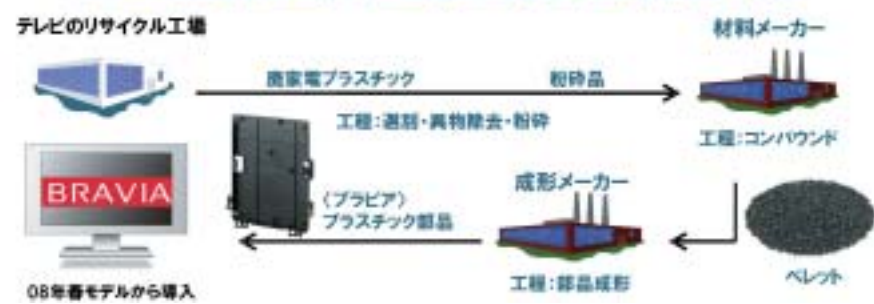 テレビのリサイクル工場
材料メーカー
廃家電プラスチック
粉砕品
工程:選別・異物除去・粉砕
工程:コンパウンド
BRAVIA
〈ブラビア〉
プラスチック部品
成形メーカー
工程:部品成形
ペレット
08年春モデルから導入